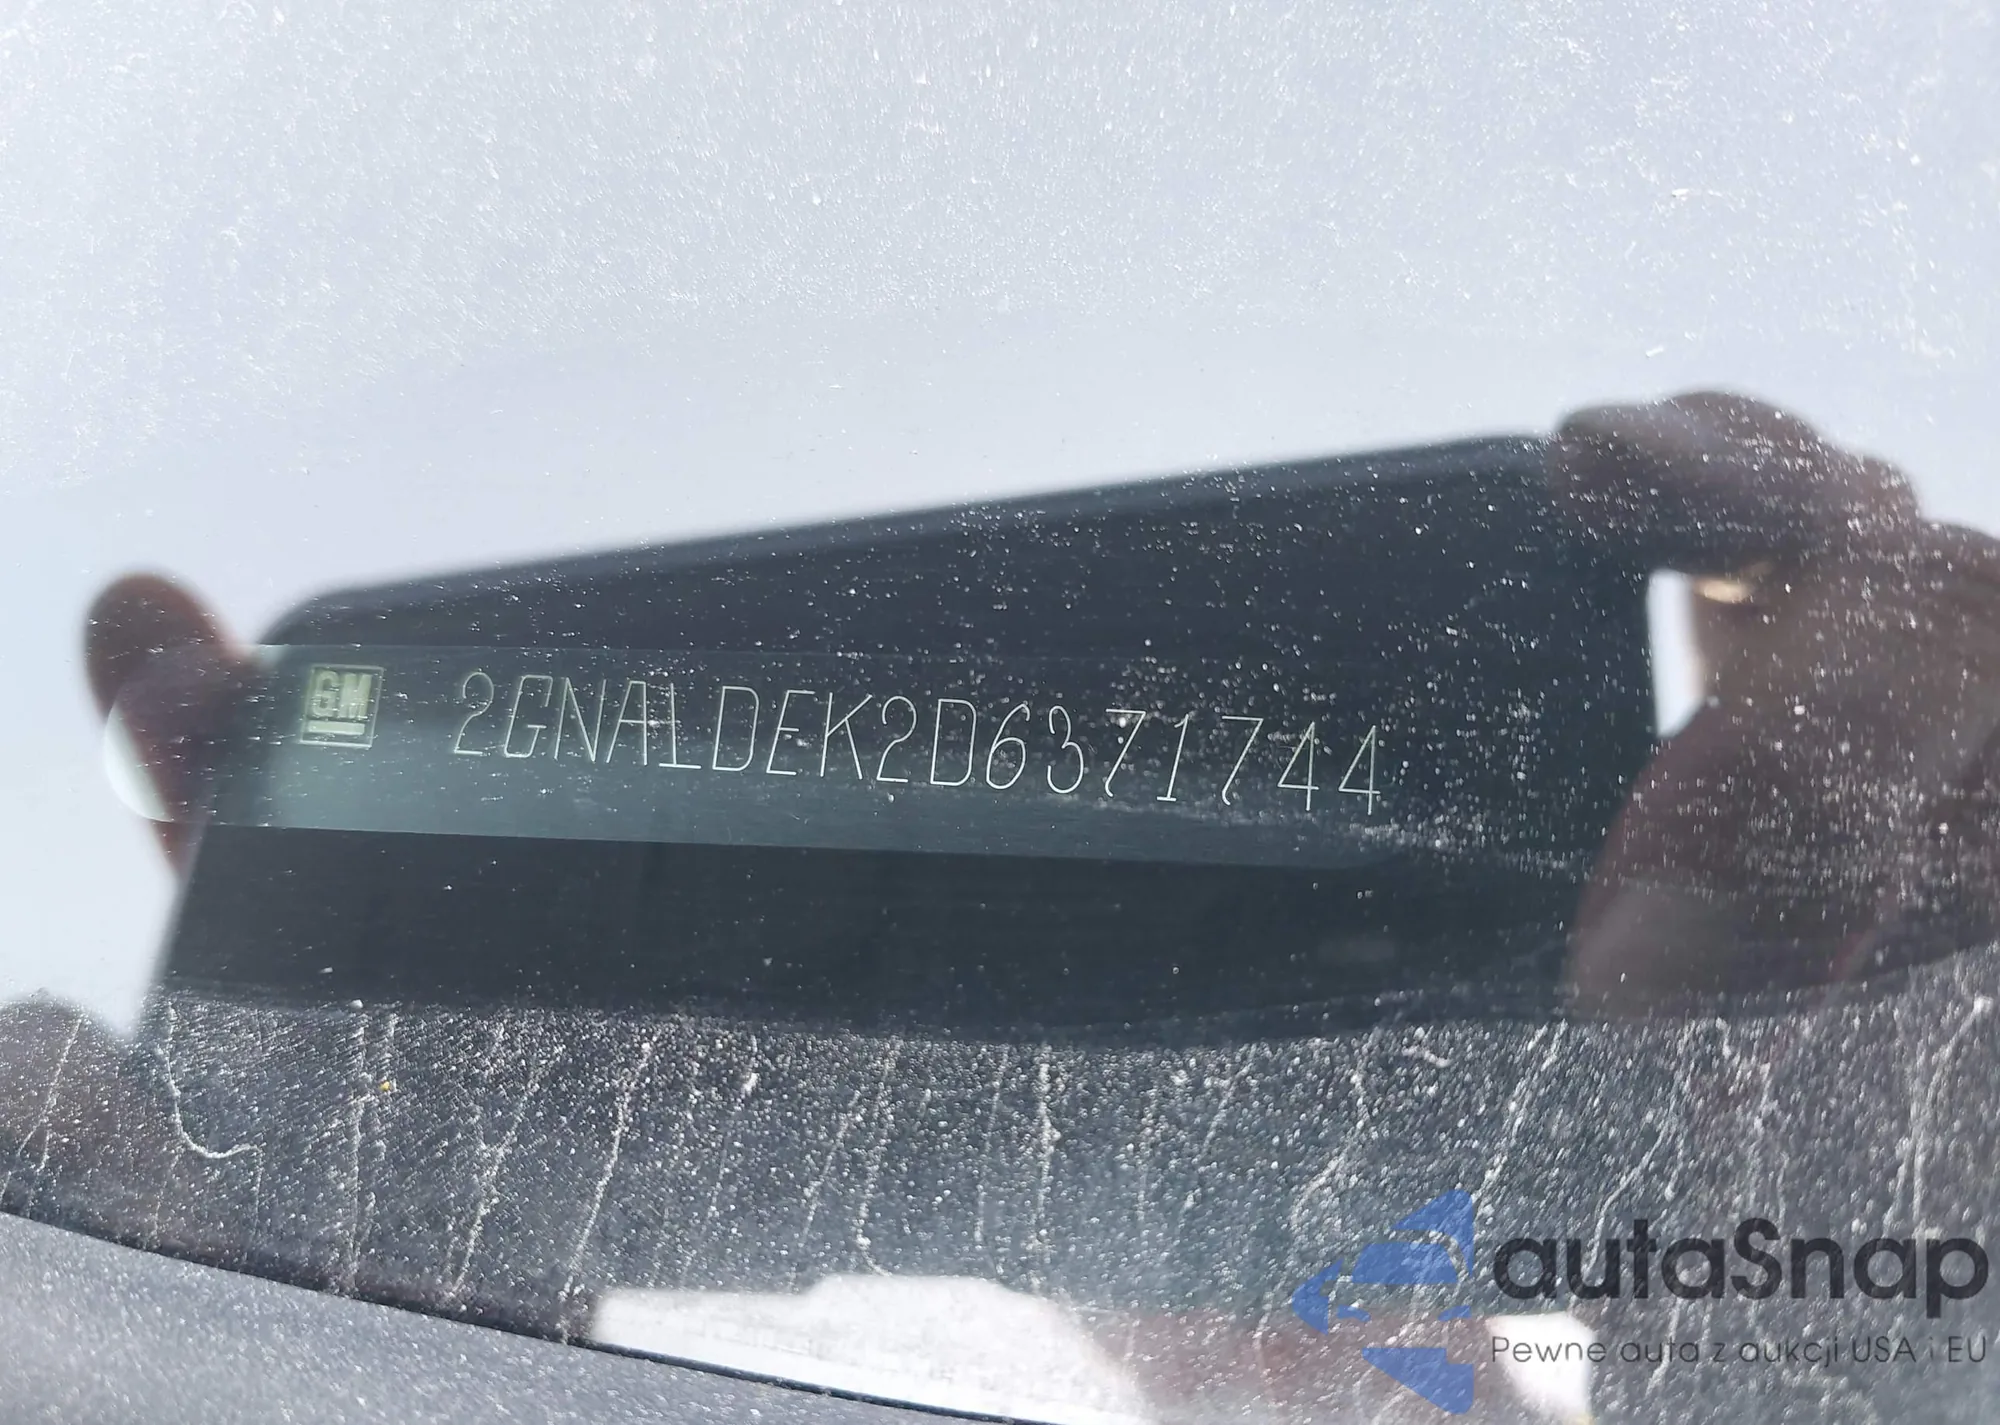 GM 2GNALDEK2D6371744
autaSnap
Pewne auta z aukcji USA i EU